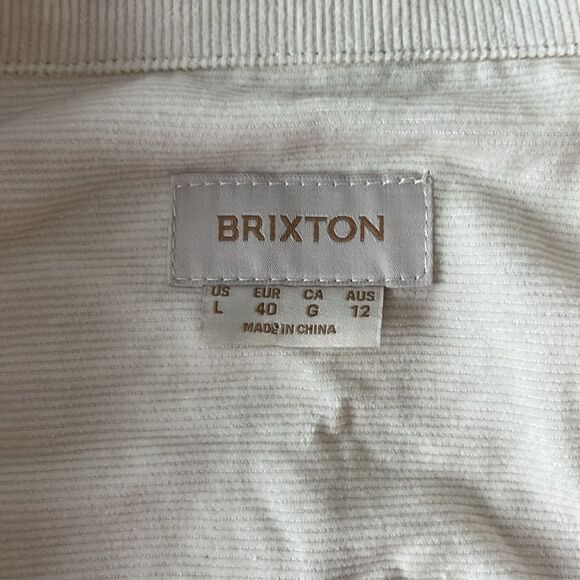 BRIXTON
US EUR CA AUS
L 40 G 12
MADE IN CHINA